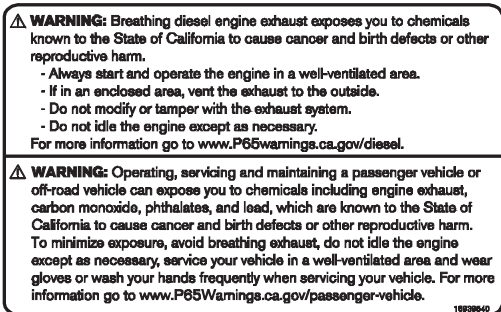 ⚠ WARNING: Breathing diesel engine exhaust exposes you to chemicals
known to the State of California to cause cancer and birth defects or other
reproductive harm.
- Always start and operate the engine in a well-ventilated area.
- If in an enclosed area, vent the exhaust to the outside.
- Do not modify or tamper with the exhaust system.
- Do not idle the engine except as necessary.
For more information go to www.P65warnings.ca.gov/diesel.
⚠ WARNING: Operating, servicing and maintaining a passenger vehicle or
off-road vehicle can expose you to chemicals including engine exhaust,
carbon monoxide, phthalates, and lead, which are known to the State of
California to cause cancer and birth defects or other reproductive harm.
To minimize exposure, avoid breathing exhaust, do not idle the engine
except as necessary, service your vehicle in a well-ventilated area and wear
gloves or wash your hands frequently when servicing your vehicle. For more
information go to www.P65Warnings.ca.gov/passenger-vehicle.
16939640